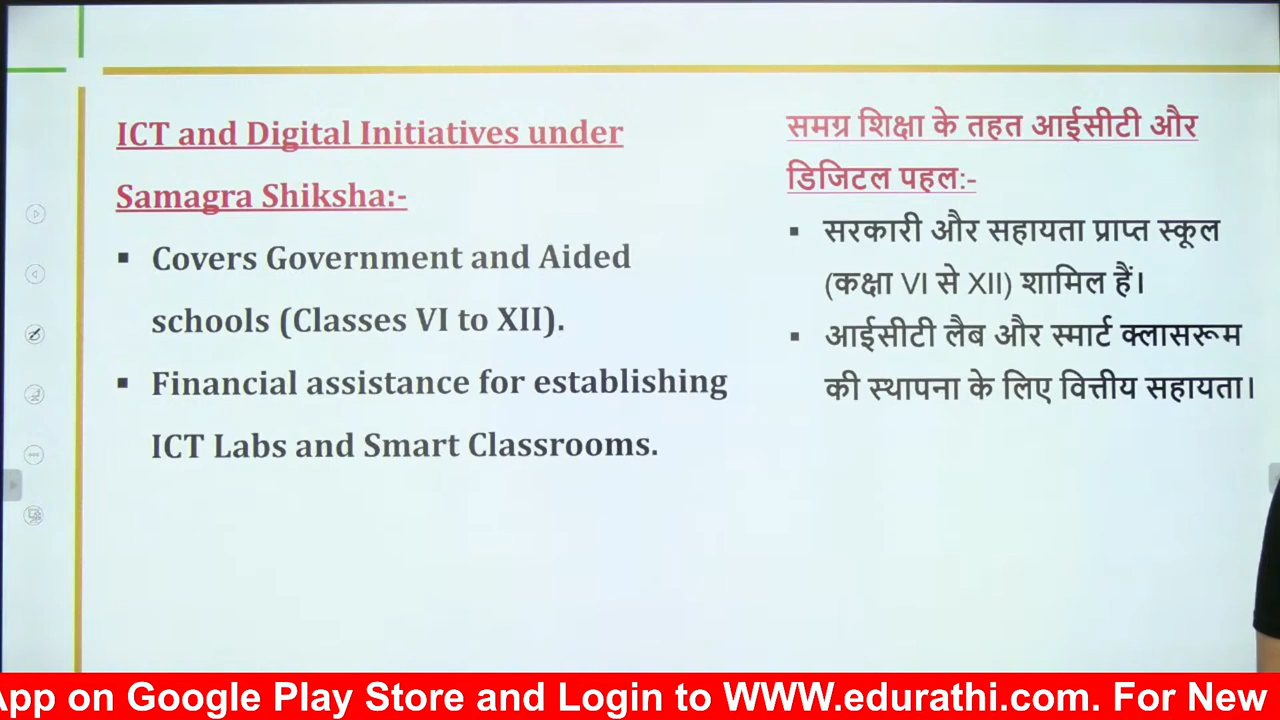 ICT and Digital Initiatives under
Samagra Shiksha:-
▪ Covers Government and Aided
schools (Classes VI to XII).
▪ Financial assistance for establishing
ICT Labs and Smart Classrooms.
समग्र शिक्षा के तहत आईसीटी और
डिजिटल पहल:-
▪ सरकारी और सहायता प्राप्त स्कूल
(कक्षा VI से XII) शामिल हैं।
▪ आईसीटी लैब और स्मार्ट क्लासरूम
की स्थापना के लिए वित्तीय सहायता।
App on Google Play Store and Login to WWW.edurathi.com. For New